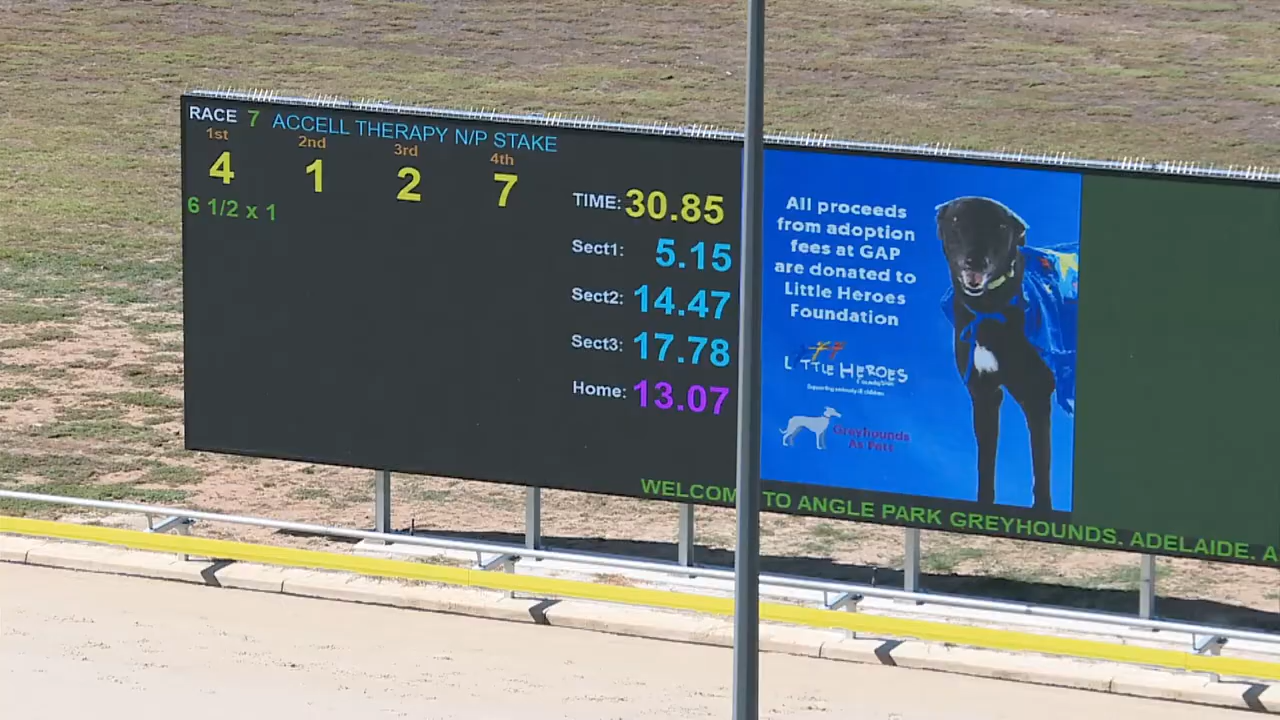 RACE 7 ACCELL THERAPY N/P STAKE
1st 2nd 3rd 4th
4 1 2 7
6 1/2 x 1
TIME: 30.85
Sect1: 5.15
Sect2: 14.47
Sect3: 17.78
Home: 13.07
All proceeds
from adoption
fees at GAP
are donated to
Little Heroes
Foundation
LITTLE HEROES
Foundation
Greyhounds
As Pets
WELCOM TO ANGLE PARK GREYHOUNDS, ADELAIDE. A